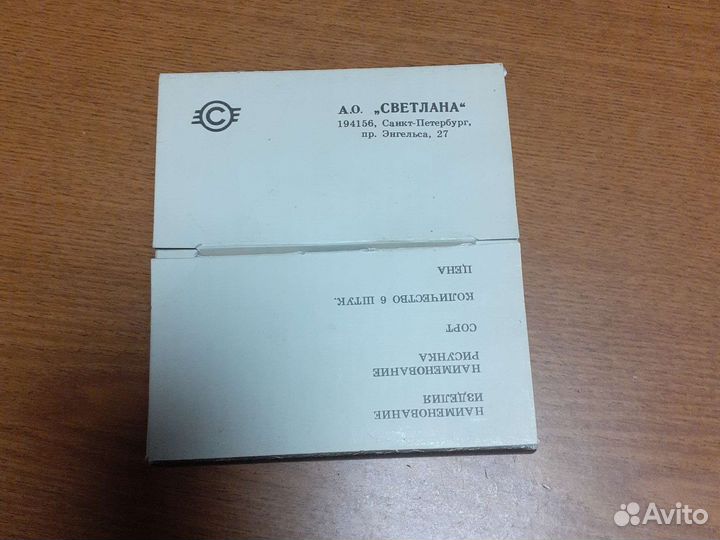 С
А.О. „СВЕТЛАНА“
194156, Санкт-Петербург,
пр. Энгельса, 27
НАИМЕНОВАНИЕ
ИЗДЕЛИЯ
НАИМЕНОВАНИЕ
РИСУНКА
СОРТ
КОЛИЧЕСТВО 6 ШТУК.
ЦЕНА
Avito